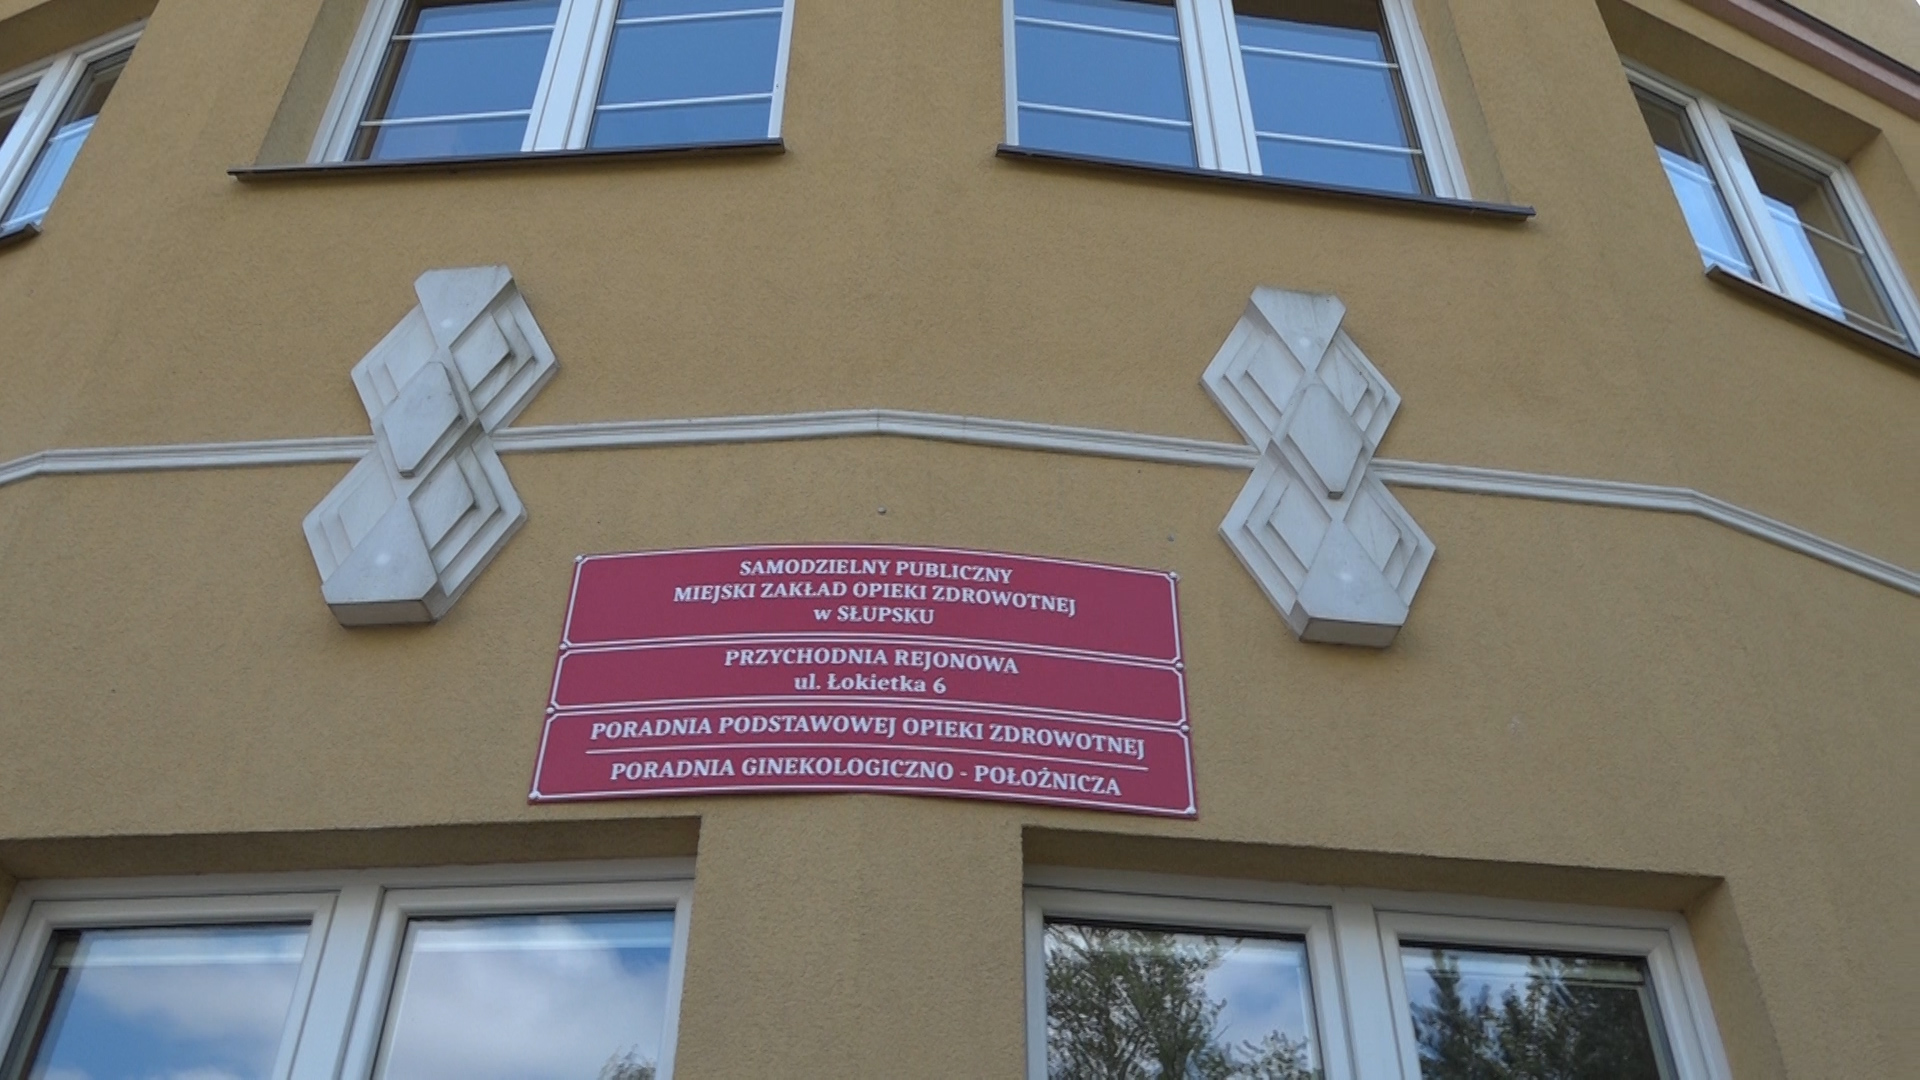 SAMODZIELNY PUBLICZNY
MIEJSKI ZAKŁAD OPIEKI ZDROWOTNEJ
w SŁUPSKU
PRZYCHODNIA REJONOWA
ul. Łokietka 6
PORADNIA PODSTAWOWEJ OPIEKI ZDROWOTNEJ
PORADNIA GINEKOLOGICZNO - POŁOŻNICZA